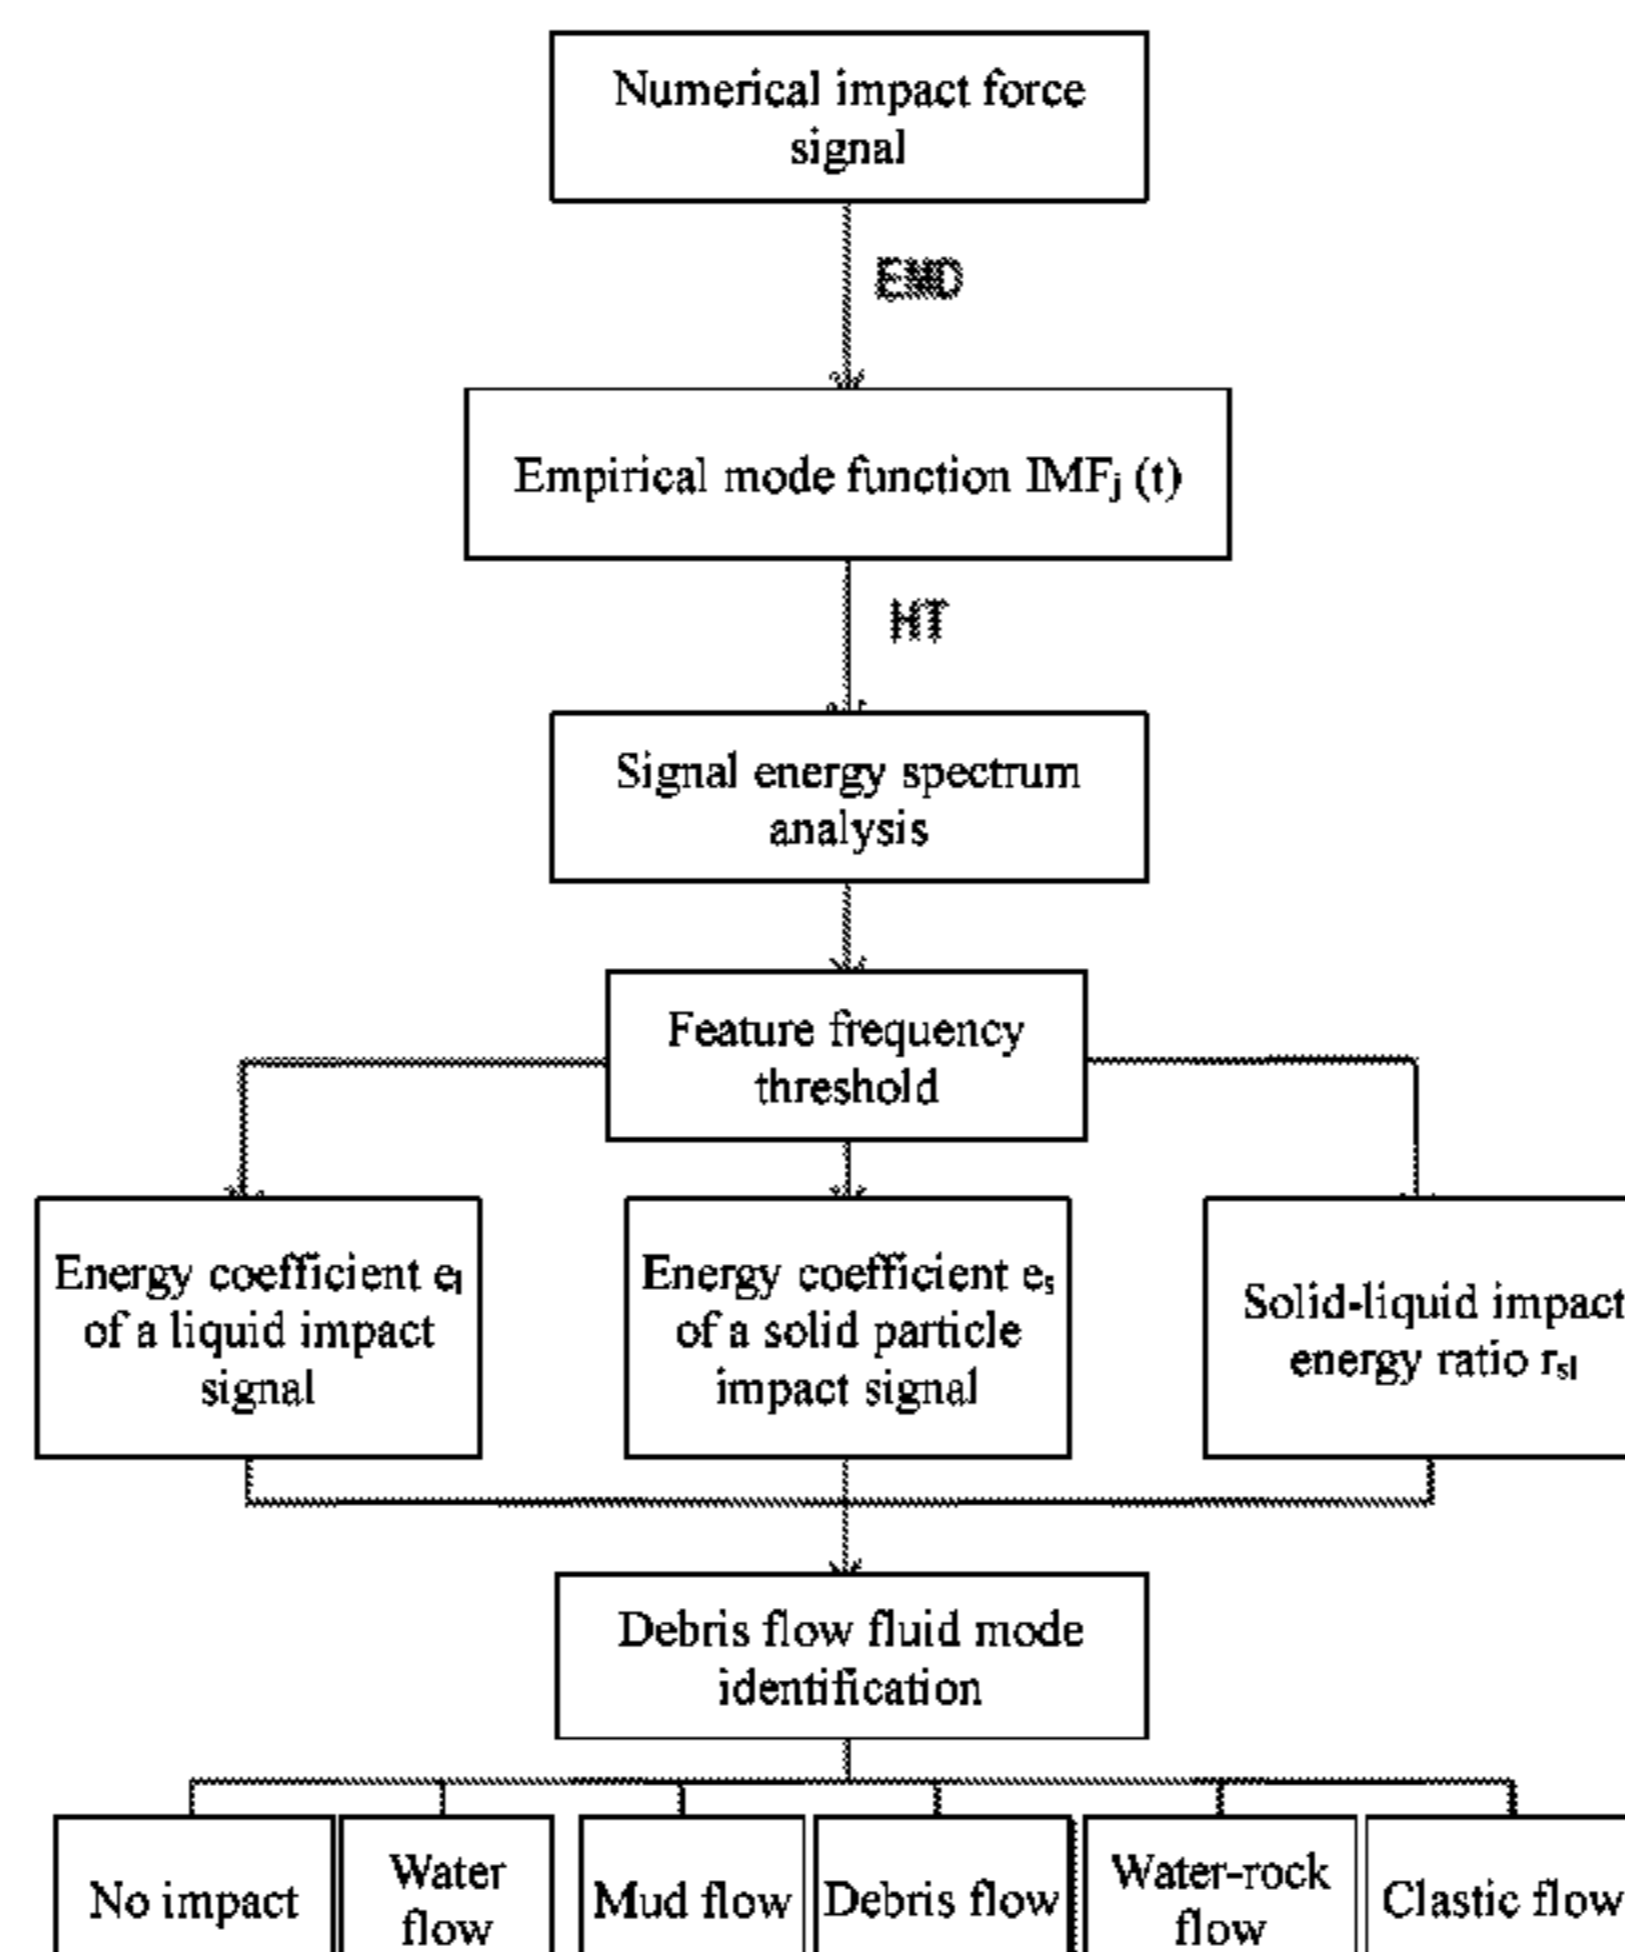 Numerical impact force
signal
EMD
Empirical mode function IMFj (t)
HT
Signal energy spectrum
analysis
Feature frequency
threshold
Energy coefficient el
of a liquid impact
signal
Energy coefficient es
of a solid particle
impact signal
Solid-liquid impact
energy ratio rsl
Debris flow fluid mode
identification
No impact
Water
flow
Mud flow
Debris flow
Water-rock
flow
Clastic flow